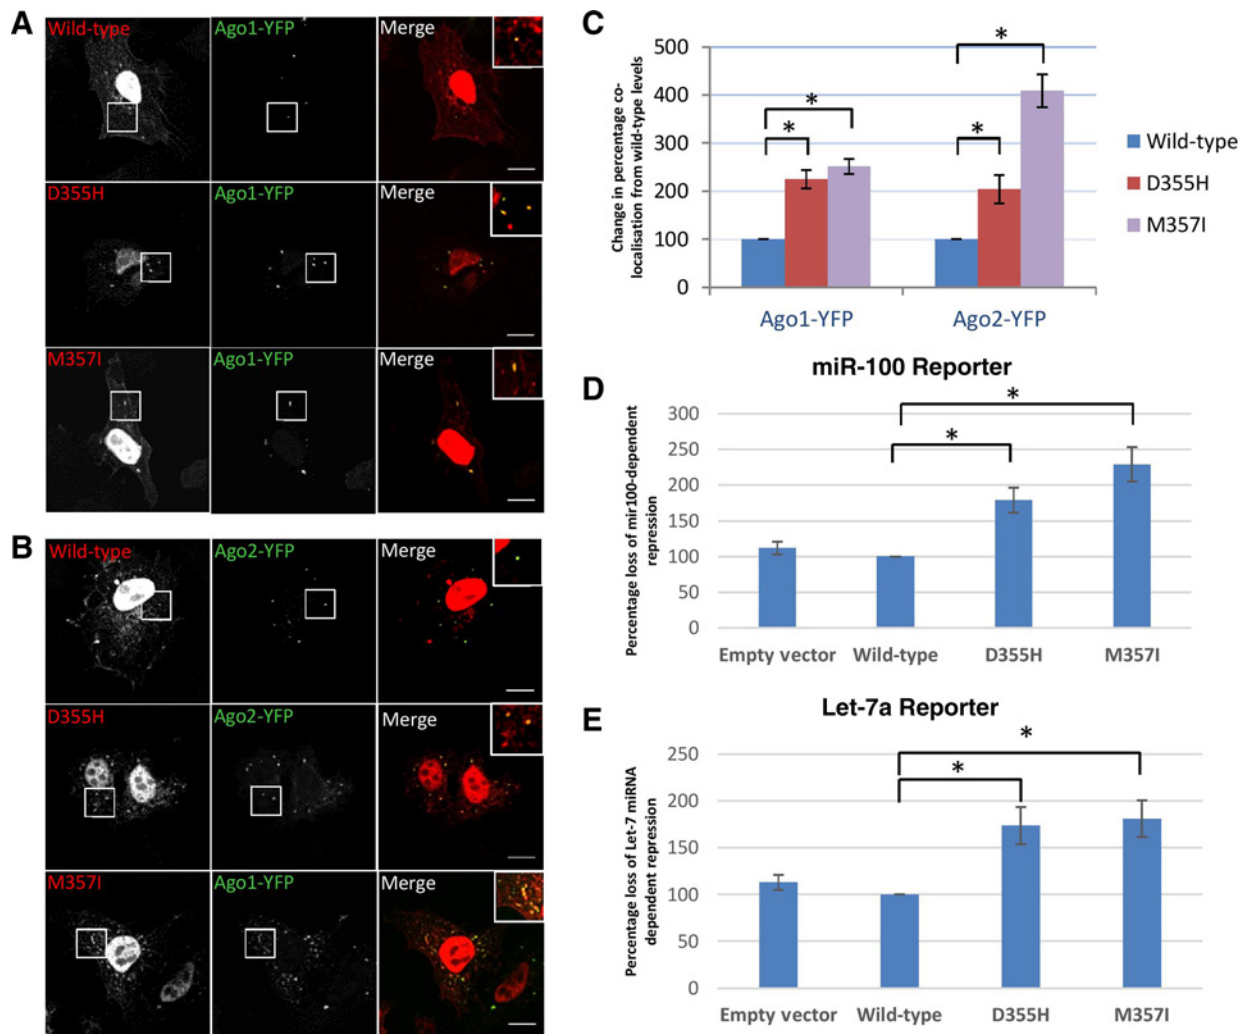 A
Wild-type Ago1-YFP Merge
D355H Ago1-YFP Merge
M357I Ago1-YFP Merge
B
Wild-type Ago2-YFP Merge
D355H Ago2-YFP Merge
M357I Ago1-YFP Merge
C
Change in percentage co-
localisation from wild-type levels
500
400
300
200
100
0
* * * *
Ago1-YFP Ago2-YFP
Wild-type
D355H
M357I
D
miR-100 Reporter
Percentage loss of mir100-dependent
repression
300
250
200
150
100
50
0
* *
Empty vector Wild-type D355H M357I
E
Let-7a Reporter
Percentage loss of Let-7 miRNA
dependent repression
250
200
150
100
50
0
* *
Empty vector Wild-type D355H M357I